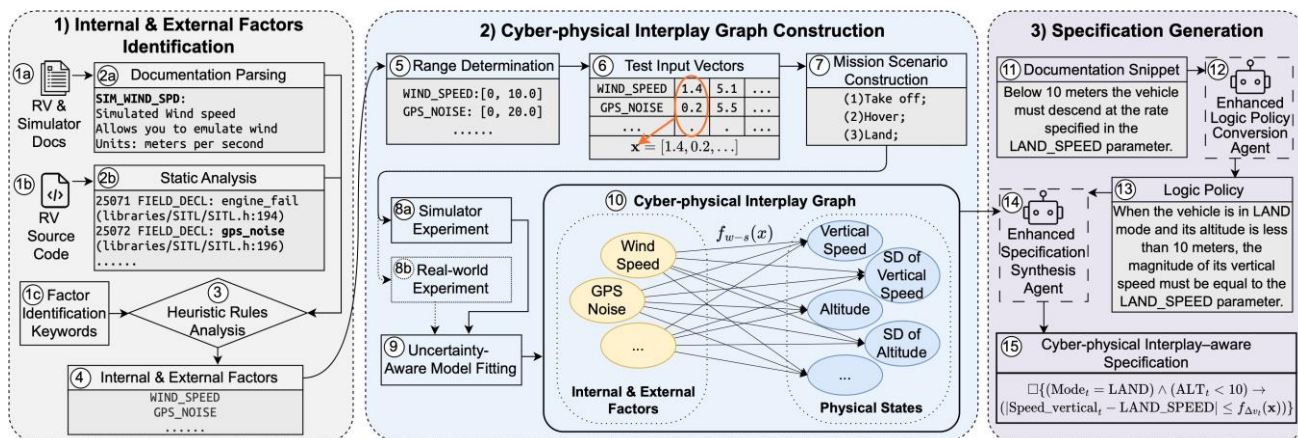 1) Internal & External Factors
Identification
1a
RV &
Simulator
Docs
2a
Documentation Parsing
SIM_WIND_SPD:
Simulated Wind speed
Allows you to emulate wind
Units: meters per second
1b
RV
Source
Code
2b
Static Analysis
25071 FIELD_DECL: engine_fail
(libraries/SITL/SITL.h:194)
25072 FIELD_DECL: gps_noise
(libraries/SITL/SITL.h:196)
......
1c
Factor
Identification
Keywords
3
Heuristic Rules
Analysis
4
Internal & External Factors
WIND_SPEED
GPS_NOISE
......
2) Cyber-physical Interplay Graph Construction
5
Range Determination
WIND_SPEED:[0, 10.0]
GPS_NOISE: [0, 20.0]
......
6
Test Input Vectors
WIND_SPEED 1.4 5.1 ...
GPS_NOISE 0.2 5.5 ...
... . . ...
x = [1.4, 0.2, ...]
7
Mission Scenario
Construction
(1)Take off;
(2)Hover;
(3)Land;
8a
Simulator
Experiment
8b
Real-world
Experiment
9
Uncertainty-
Aware Model Fitting
10
Cyber-physical Interplay Graph
Wind
Speed
GPS
Noise
...
Internal & External
Factors
f_{w-s}(x)
Vertical
Speed
SD of
Vertical
Speed
Altitude
SD of
Altitude
...
Physical States
3) Specification Generation
11
Documentation Snippet
Below 10 meters the vehicle
must descend at the rate
specified in the
LAND_SPEED parameter.
12
Enhanced
Logic Policy
Conversion
Agent
13
Logic Policy
When the vehicle is in LAND
mode and its altitude is less
than 10 meters, the
magnitude of its vertical
speed must be equal to the
LAND_SPEED parameter.
14
Enhanced
Specification
Synthesis
Agent
15
Cyber-physical Interplay–aware
Specification
□{(Mode_t = LAND) ∧ (ALT_t < 10) →
(|Speed_vertical_t − LAND_SPEED| ≤ f_{Δv_t}(x))}